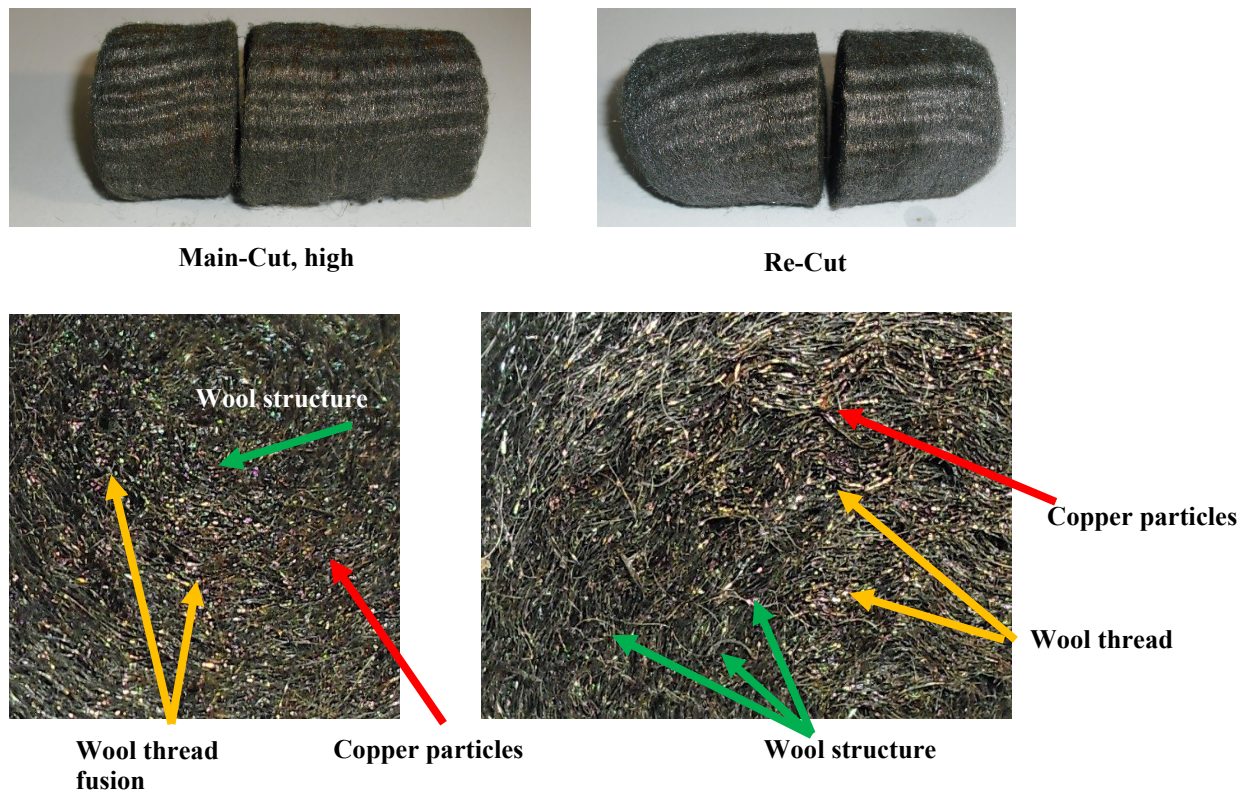 Main-Cut, high
Re-Cut
Wool structure
Copper particles
Wool thread
Wool thread
fusion
Copper particles
Wool structure